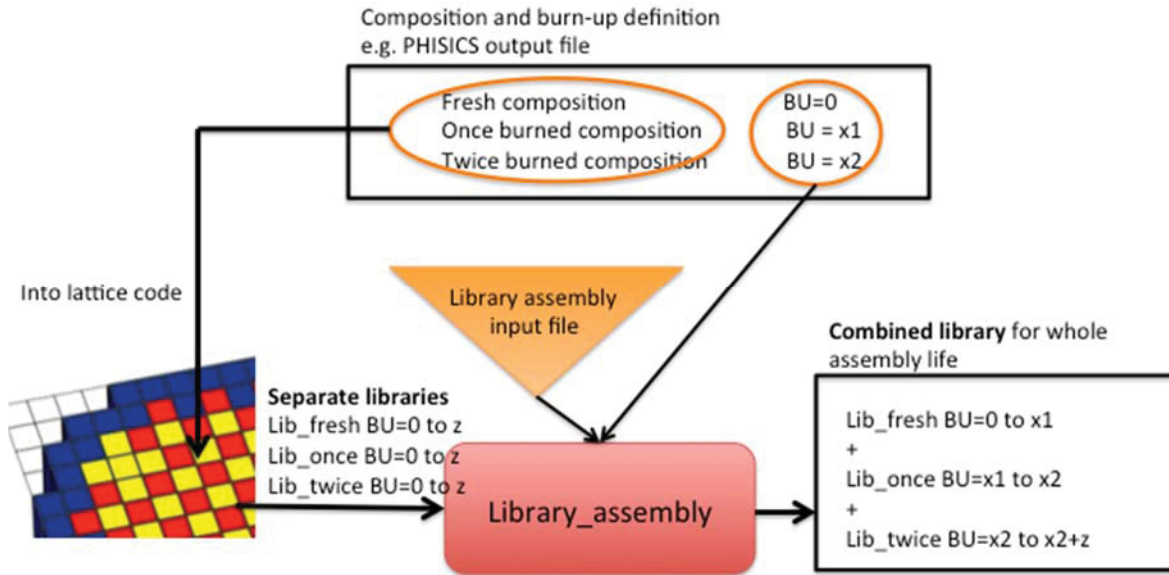 Composition and burn-up definition
e.g. PHISICS output file
Fresh composition
Once burned composition
Twice burned composition
BU=0
BU = x1
BU = x2
Into lattice code
Library assembly
input file
Separate libraries
Lib_fresh BU=0 to z
Lib_once BU=0 to z
Lib_twice BU=0 to z
Library_assembly
Combined library for whole
assembly life
Lib_fresh BU=0 to x1
+
Lib_once BU=x1 to x2
+
Lib_twice BU=x2 to x2+z